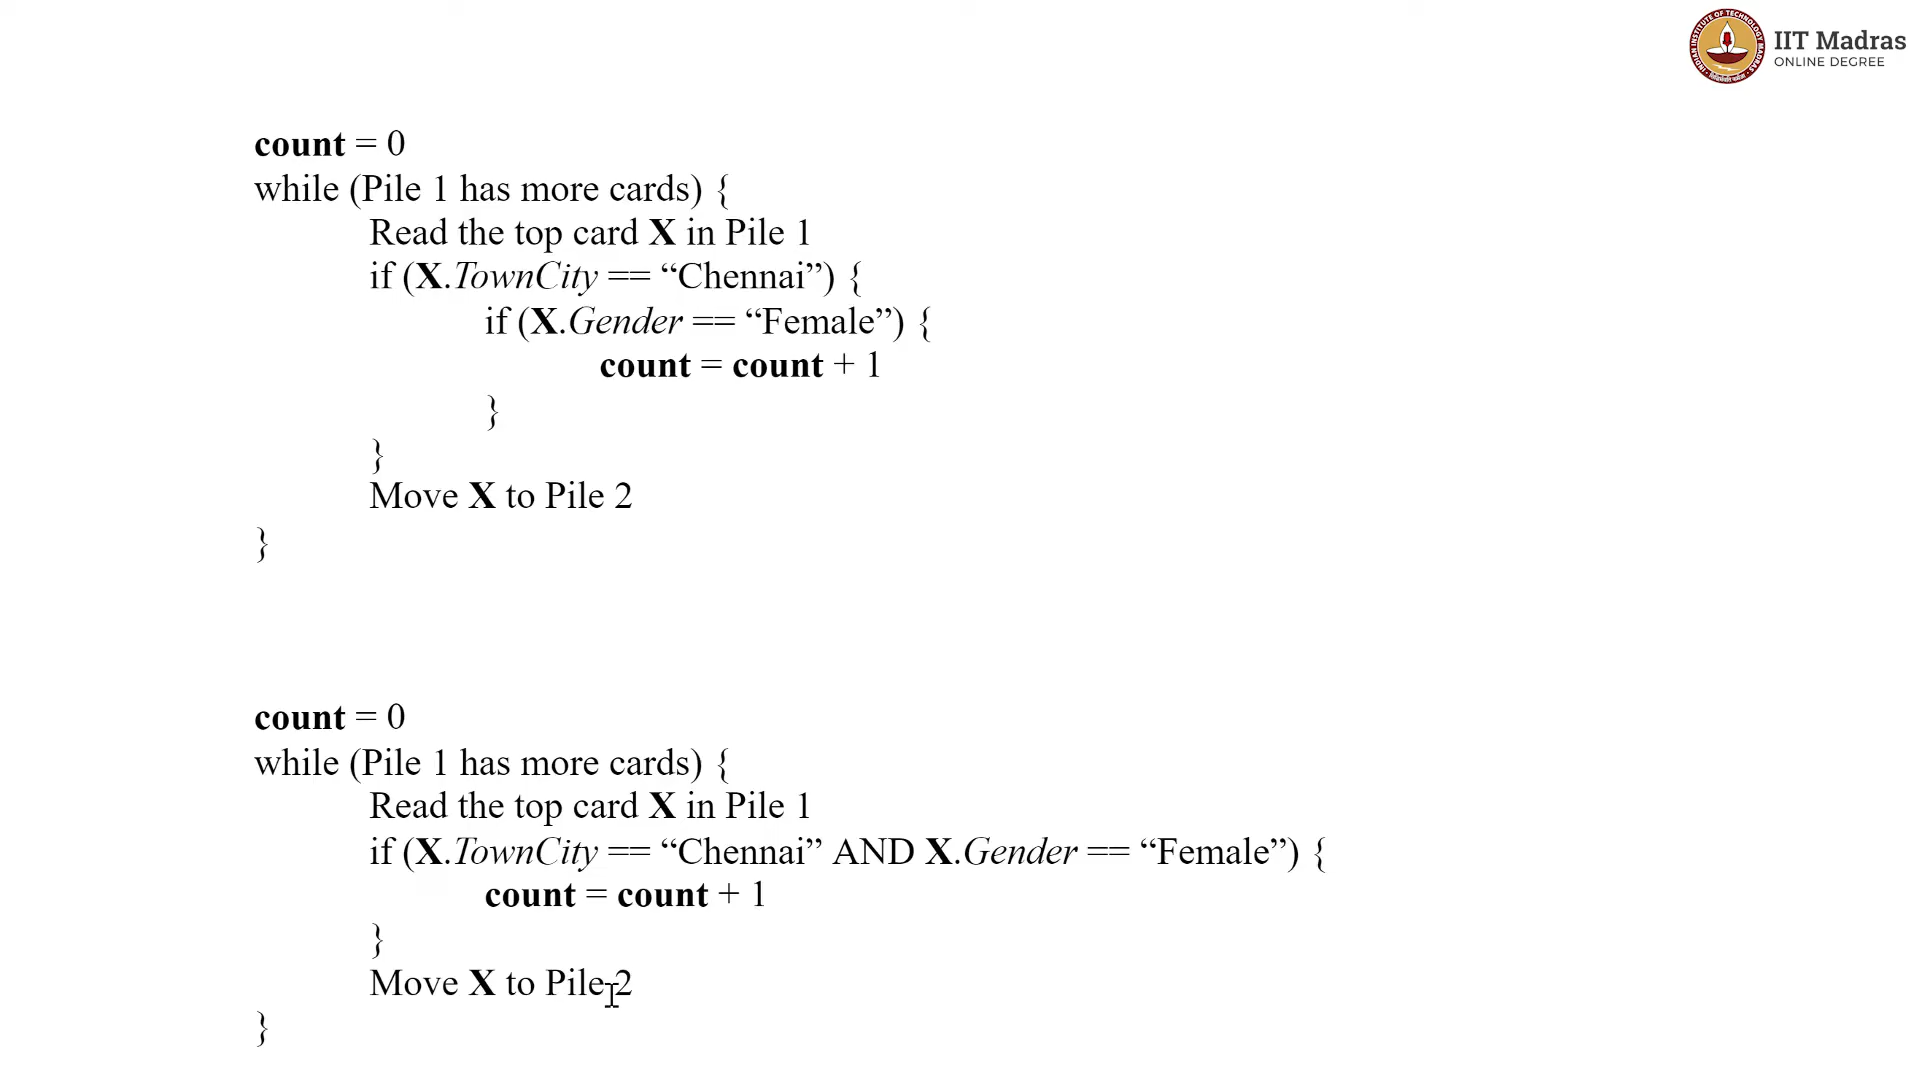 IIT Madras
ONLINE DEGREE
count = 0
while (Pile 1 has more cards) {
Read the top card X in Pile 1
if (X.TownCity == “Chennai”) {
if (X.Gender == “Female”) {
count = count + 1
}
}
Move X to Pile 2
}
count = 0
while (Pile 1 has more cards) {
Read the top card X in Pile 1
if (X.TownCity == “Chennai” AND X.Gender == “Female”) {
count = count + 1
}
Move X to Pile 2
}